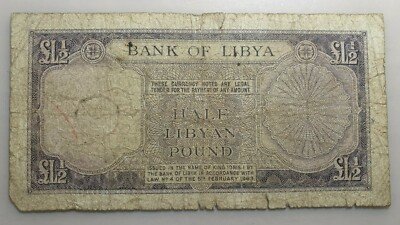 £L½ £L½
BANK OF LIBYA
THESE CURRENCY NOTES ARE LEGAL
TENDER FOR THE PAYMENT OF ANY AMOUNT.
HALF
LIBYAN
POUND
ISSUED IN THE NAME OF KING IDRIS I BY
THE BANK OF LIBYA IN ACCORDANCE WITH
LAW Nº 4 OF THE 5TH FEBRUARY 1963.
£L½ £L½